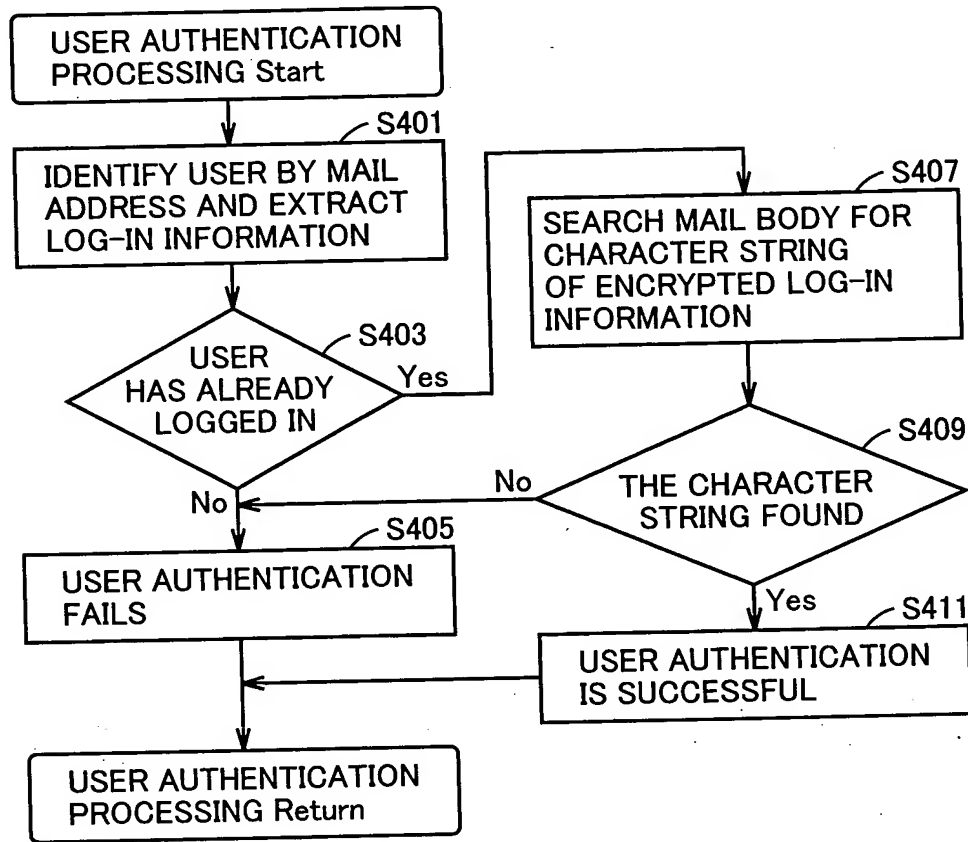 USER AUTHENTICATION
PROCESSING Start
S401
IDENTIFY USER BY MAIL
ADDRESS AND EXTRACT
LOG-IN INFORMATION
S403
USER
HAS ALREADY
LOGGED IN
Yes
No
S407
SEARCH MAIL BODY FOR
CHARACTER STRING
OF ENCRYPTED LOG-IN
INFORMATION
S409
THE CHARACTER
STRING FOUND
No
Yes
S405
USER AUTHENTICATION
FAILS
S411
USER AUTHENTICATION
IS SUCCESSFUL
USER AUTHENTICATION
PROCESSING Return